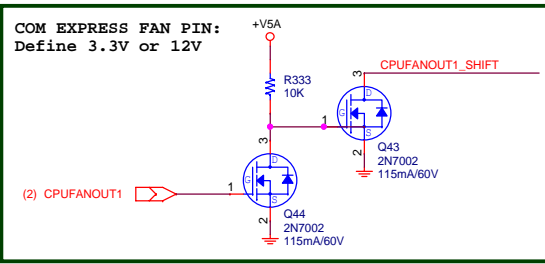 COM EXPRESS FAN PIN:
Define 3.3V or 12V
+V5A
CPUFANOUT1_SHIFT
R333
10K
3
D
G
S
1
2
Q43
2N7002
115mA/60V
3
D
G
S
(2) CPUFANOUT1
1
2
Q44
2N7002
115mA/60V